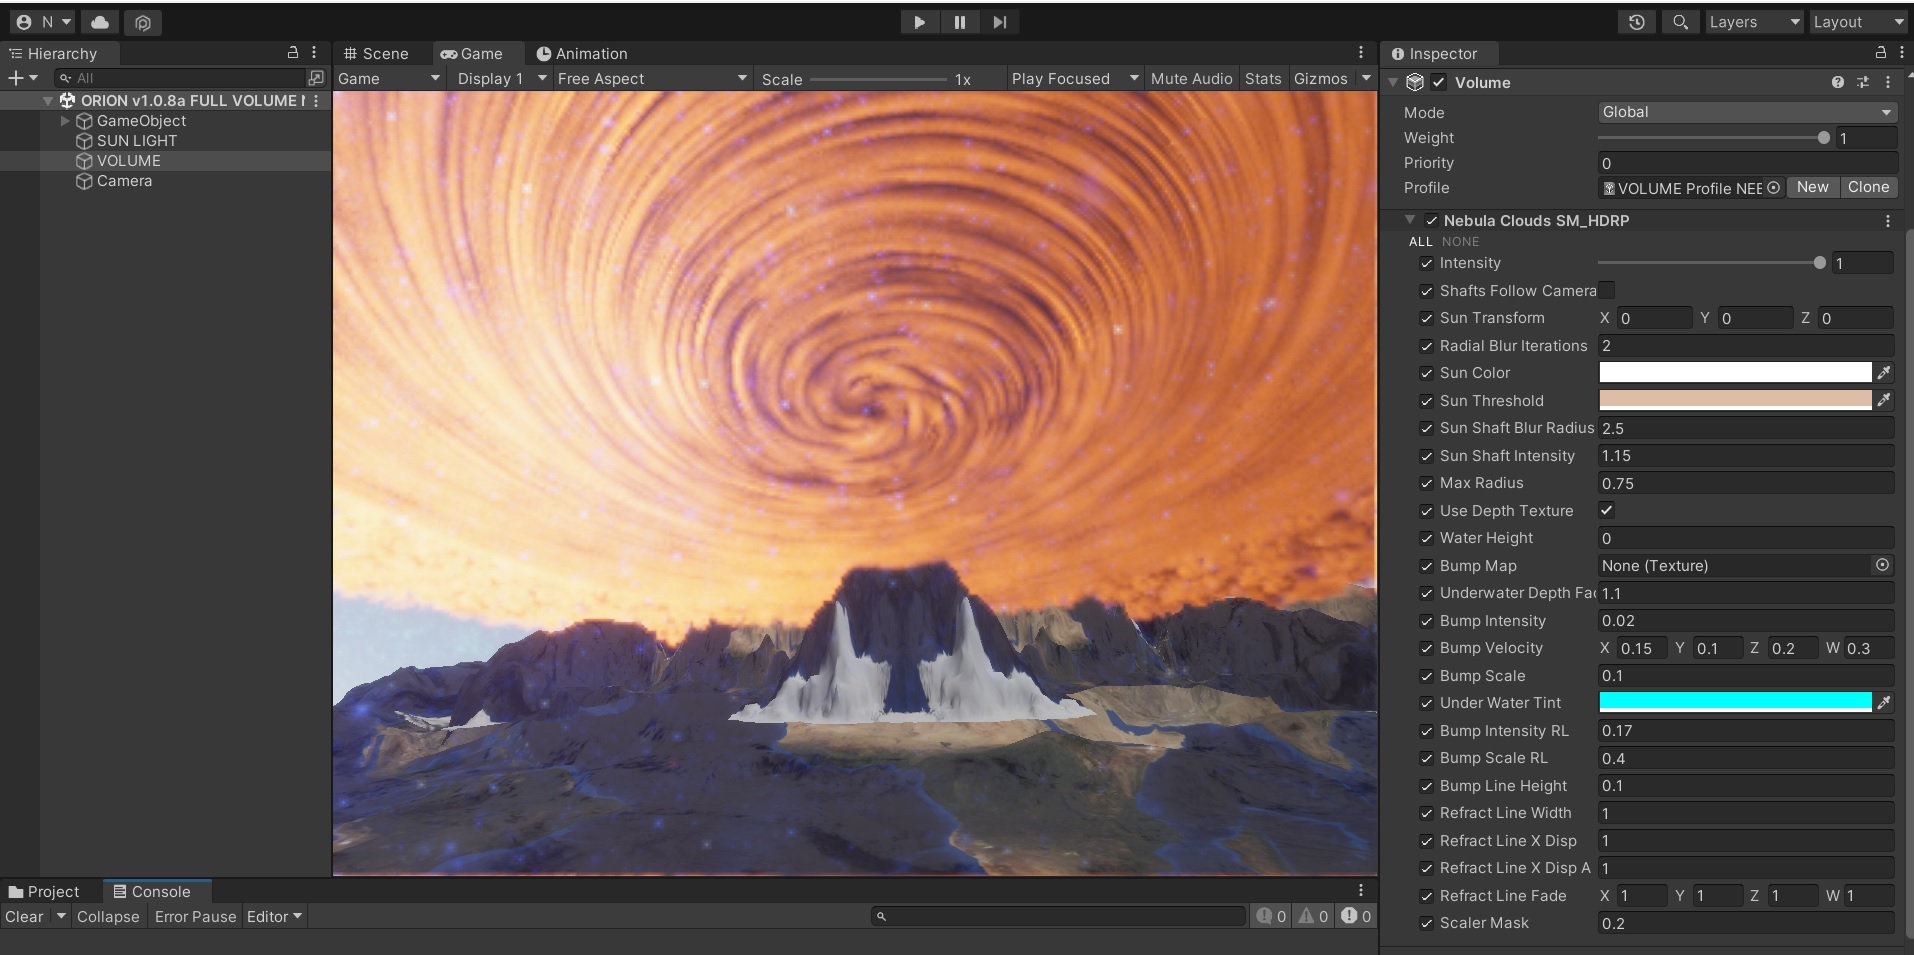 N
Layers
Layout
Hierarchy
Scene
Game
Animation
Inspector
All
Game
Display 1
Free Aspect
Scale
1x
Play Focused
Mute Audio
Stats
Gizmos
ORION v1.0.8a FULL VOLUME
GameObject
SUN LIGHT
VOLUME
Camera
Volume
Mode Global
Weight 1
Priority 0
Profile VOLUME Profile NEE New Clone
Nebula Clouds SM_HDRP
ALL NONE
Intensity 1
Shafts Follow Camera
Sun Transform X 0 Y 0 Z 0
Radial Blur Iterations 2
Sun Color
Sun Threshold
Sun Shaft Blur Radius 2.5
Sun Shaft Intensity 1.15
Max Radius 0.75
Use Depth Texture
Water Height 0
Bump Map None (Texture)
Underwater Depth Fac 1.1
Bump Intensity 0.02
Bump Velocity X 0.15 Y 0.1 Z 0.2 W 0.3
Bump Scale 0.1
Under Water Tint
Bump Intensity RL 0.17
Bump Scale RL 0.4
Bump Line Height 0.1
Refract Line Width 1
Refract Line X Disp 1
Refract Line X Disp A 1
Refract Line Fade X 1 Y 1 Z 1 W 1
Scaler Mask 0.2
Project
Console
Clear
Collapse
Error Pause
Editor
0
0
0